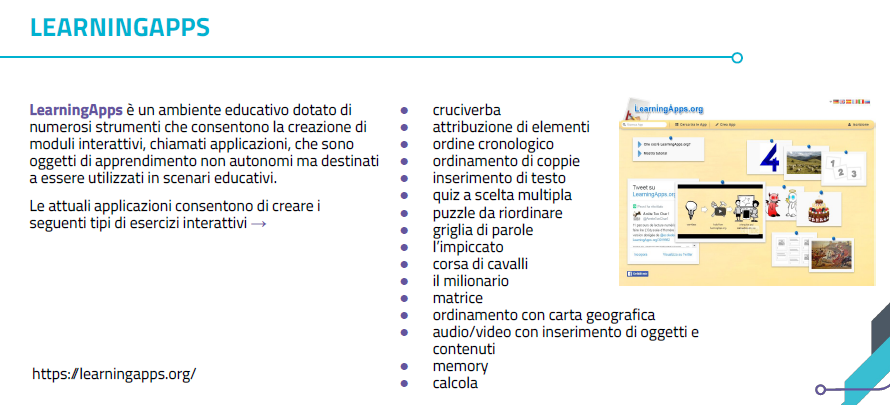 LEARNINGAPPS
LearningApps è un ambiente educativo dotato di
numerosi strumenti che consentono la creazione di
moduli interattivi, chiamati applicazioni, che sono
oggetti di apprendimento non autonomi ma destinati
a essere utilizzati in scenari educativi.
Le attuali applicazioni consentono di creare i
seguenti tipi di esercizi interattivi →
https://learningapps.org/
● cruciverba
● attribuzione di elementi
● ordine cronologico
● ordinamento di coppie
● inserimento di testo
● quiz a scelta multipla
● puzzle da riordinare
● griglia di parole
● l’impiccato
● corsa di cavalli
● il milionario
● matrice
● ordinamento con carta geografica
● audio/video con inserimento di oggetti e
contenuti
● memory
● calcola
LearningApps.org
Tweet su
4
1
2
3